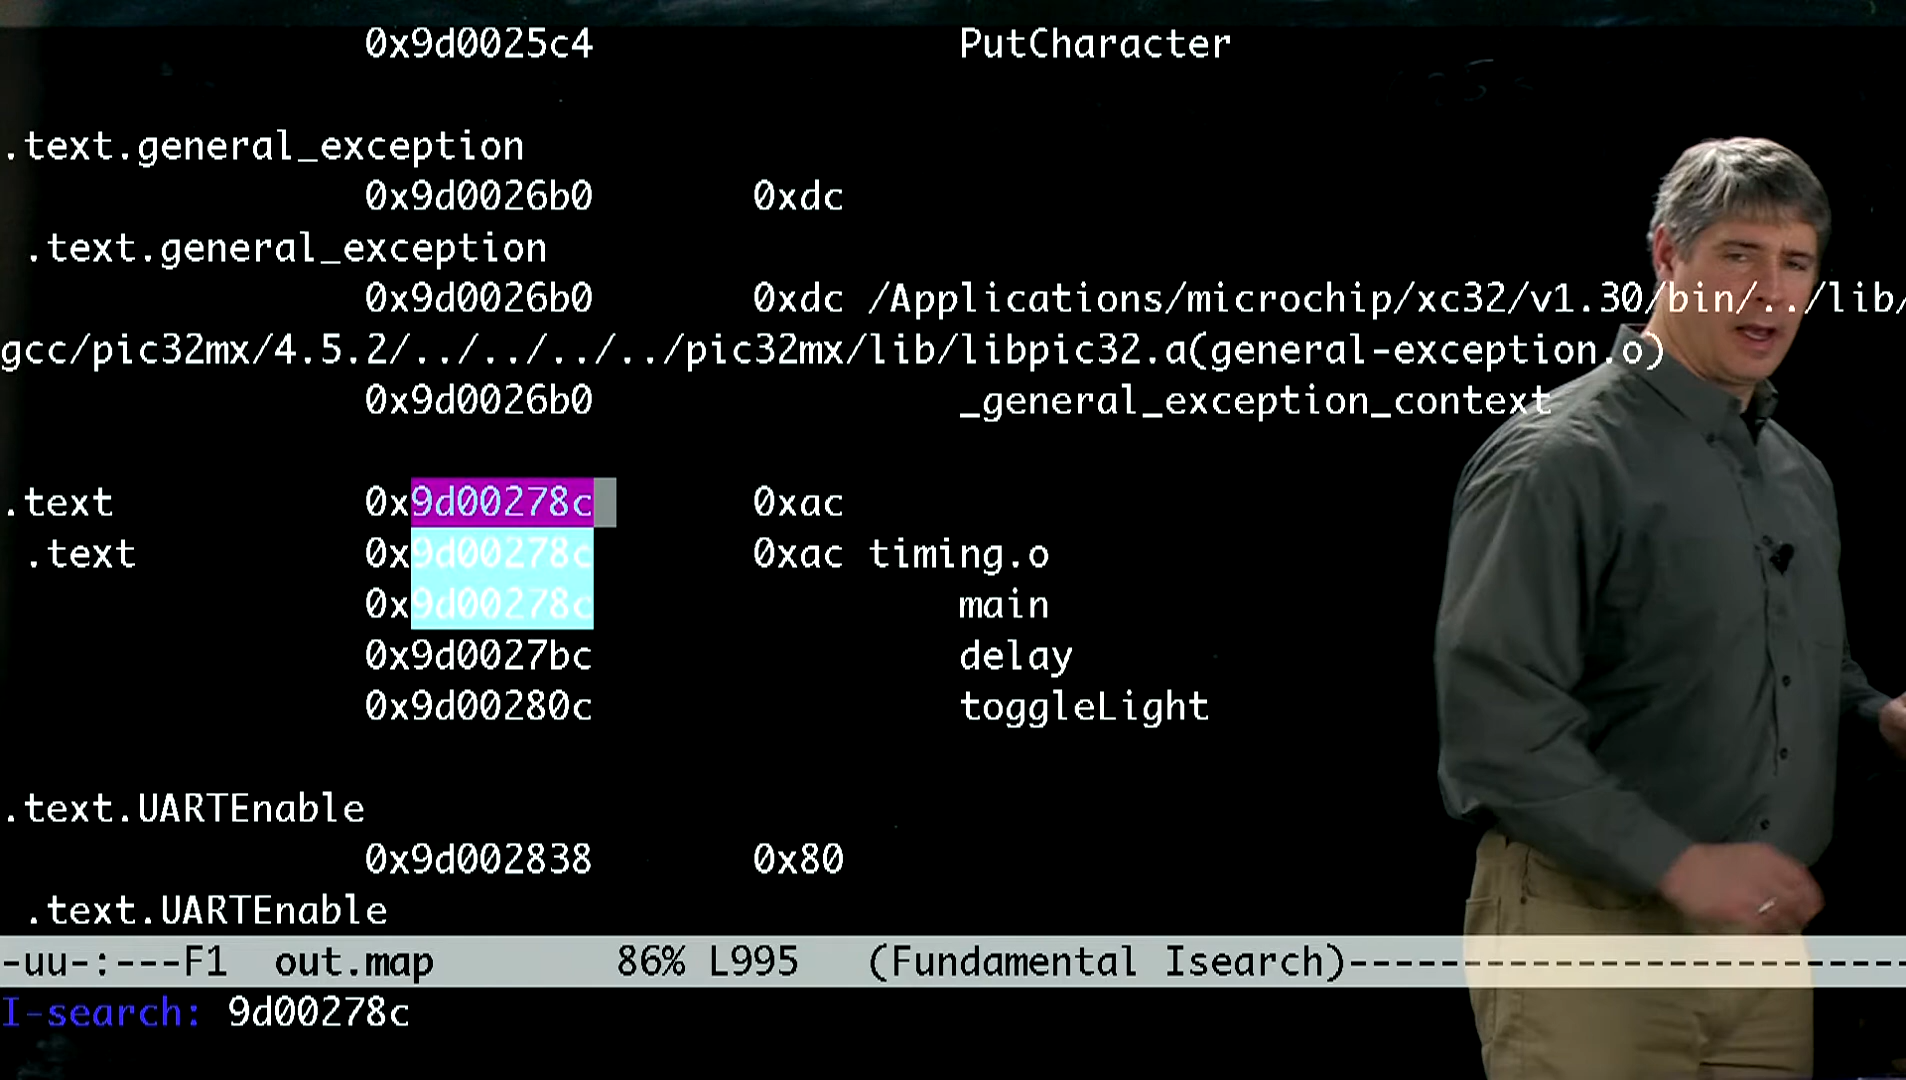 0x9d0025c4 PutCharacter
.text.general_exception
0x9d0026b0 0xdc
.text.general_exception
0x9d0026b0 0xdc /Applications/microchip/xc32/v1.30/bin/../lib/
gcc/pic32mx/4.5.2/../../../../pic32mx/lib/libpic32.a(general-exception.o)
0x9d0026b0 _general_exception_context
.text 0x9d00278c 0xac
.text 0x9d00278c 0xac timing.o
0x9d00278c main
0x9d0027bc delay
0x9d00280c toggleLight
.text.UARTEnable
0x9d002838 0x80
.text.UARTEnable
-uu-:---F1 out.map 86% L995 (Fundamental Isearch)-------------------------
I-search: 9d00278c